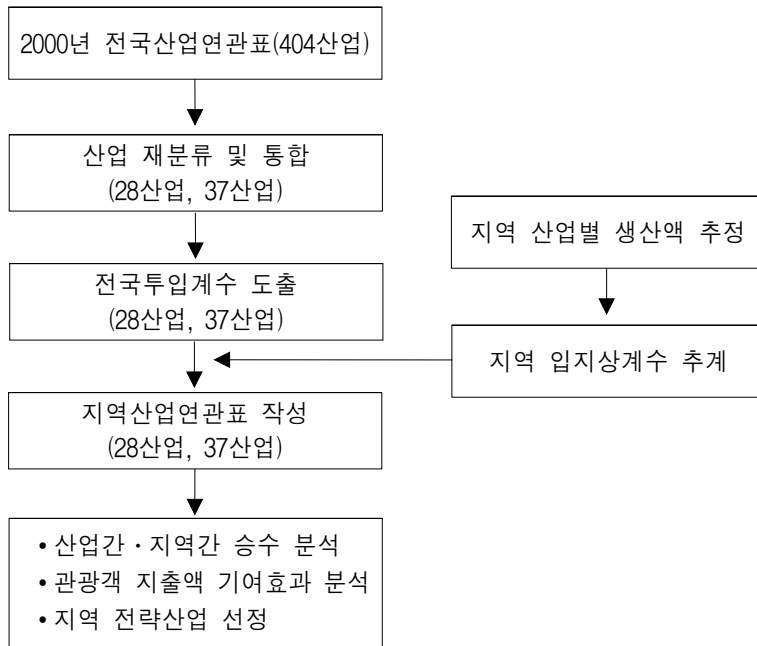 2000년 전국산업연관표(404산업)
산업 재분류 및 통합
(28산업, 37산업)
지역 산업별 생산액 추정
전국투입계수 도출
(28산업, 37산업)
지역 입지상계수 추계
지역산업연관표 작성
(28산업, 37산업)
• 산업간 · 지역간 승수 분석
• 관광객 지출액 기여효과 분석
• 지역 전략산업 선정